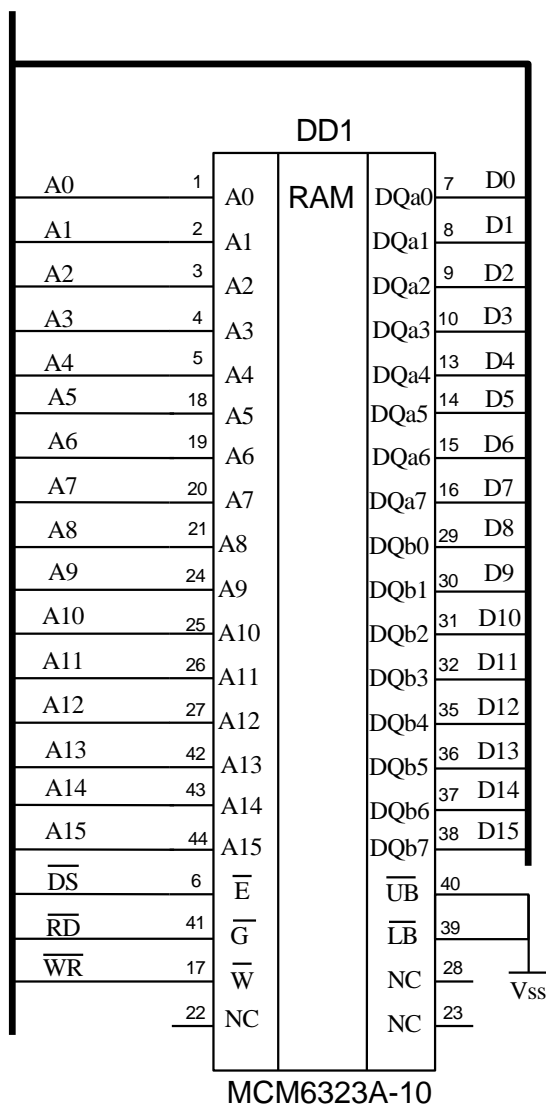 DD1
A0 1 A0 RAM DQa0 7 D0
A1 2 A1 DQa1 8 D1
A2 3 A2 DQa2 9 D2
A3 4 A3 DQa3 10 D3
A4 5 A4 DQa4 13 D4
A5 18 A5 DQa5 14 D5
A6 19 A6 DQa6 15 D6
A7 20 A7 DQa7 16 D7
A8 21 A8 DQb0 29 D8
A9 24 A9 DQb1 30 D9
A10 25 A10 DQb2 31 D10
A11 26 A11 DQb3 32 D11
A12 27 A12 DQb4 35 D12
A13 42 A13 DQb5 36 D13
A14 43 A14 DQb6 37 D14
A15 44 A15 DQb7 38 D15
D̅S̅ 6 E̅ U̅B̅ 40
R̅D̅ 41 G̅ L̅B̅ 39
W̅R̅ 17 W̅ NC 28
Vss
22 NC NC 23
MCM6323A-10